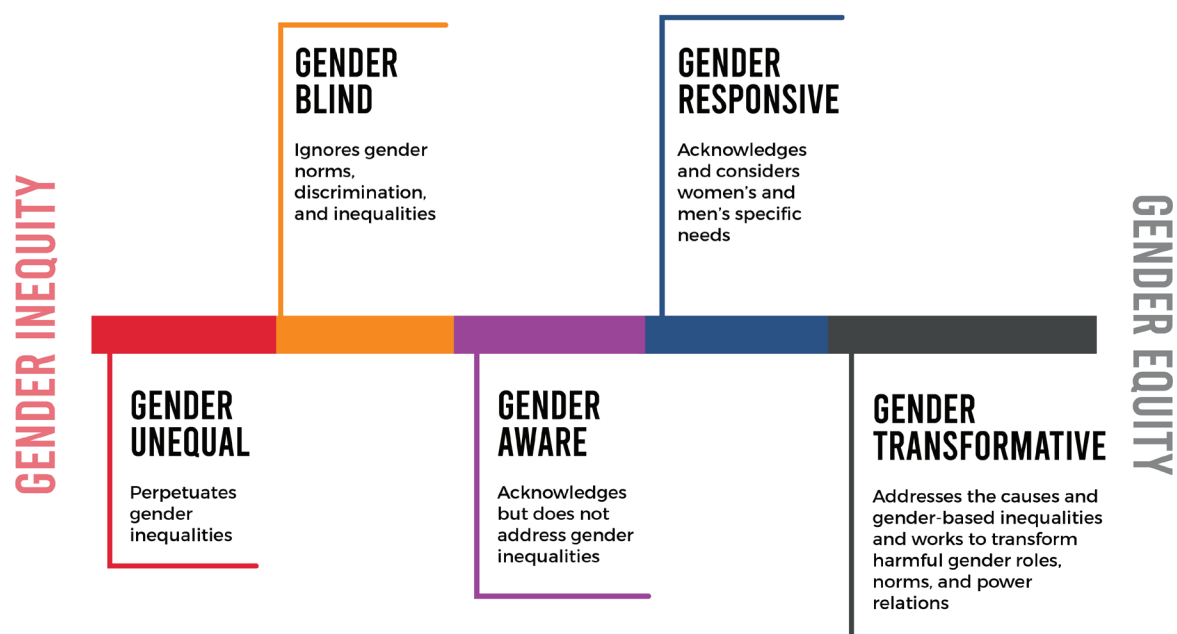 GENDER INEQUITY
GENDER
UNEQUAL
Perpetuates
gender
inequalities
GENDER
BLIND
Ignores gender
norms,
discrimination,
and inequalities
GENDER
AWARE
Acknowledges
but does not
address gender
inequalities
GENDER
RESPONSIVE
Acknowledges
and considers
women’s and
men’s specific
needs
GENDER
TRANSFORMATIVE
Addresses the causes and
gender-based inequalities
and works to transform
harmful gender roles,
norms, and power
relations
GENDER EQUITY